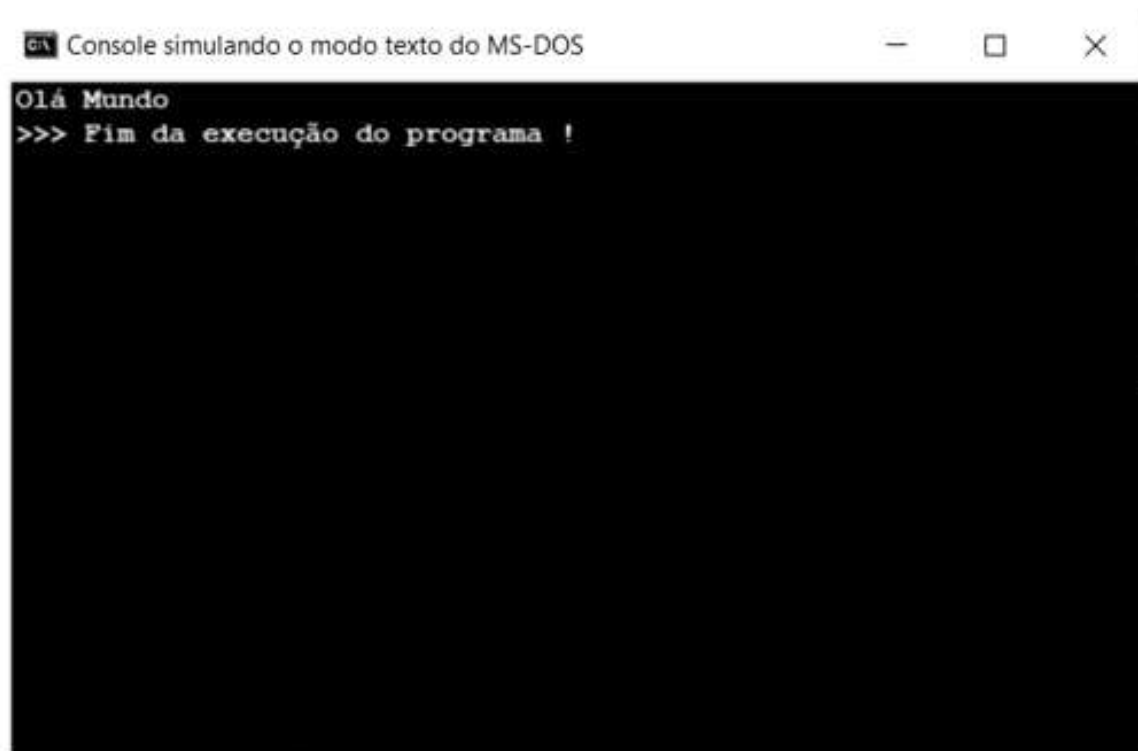 C:\ Console simulando o modo texto do MS-DOS
Olá Mundo
>>> Fim da execução do programa !